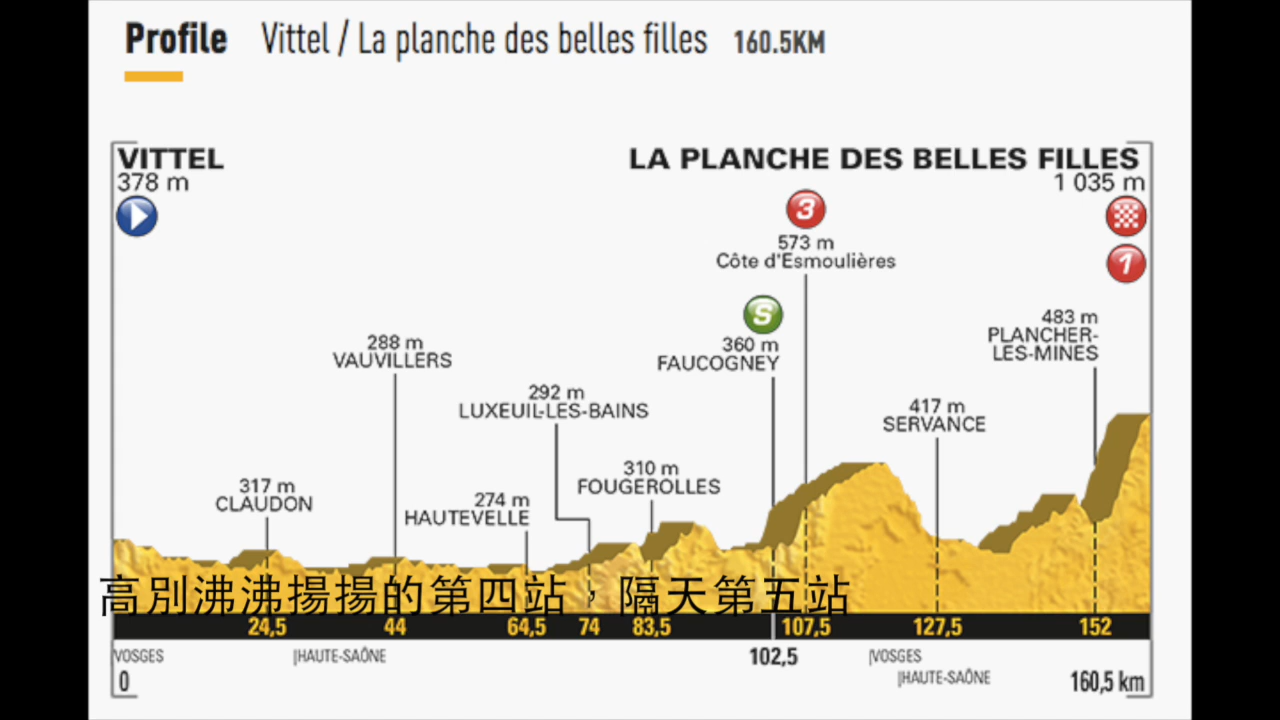 Profile Vittel / La planche des belles filles 160.5KM
VITTEL
378 m
LA PLANCHE DES BELLES FILLES
1 035 m
3
1
573 m
Côte d'Esmoulières
S
360 m
FAUCOGNEY
483 m
PLANCHER-
LES-MINES
288 m
VAUVILLERS
292 m
LUXEUIL-LES-BAINS
417 m
SERVANCE
310 m
FOUGEROLLES
317 m
CLAUDON
274 m
HAUTEVELLE
高別沸沸揚揚的第四站，隔天第五站
24,5 44 64,5 74 83,5 107,5 127,5 152
VOSGES |HAUTE-SAÔNE 102,5 |VOSGES
|HAUTE-SAÔNE
0 160,5 km